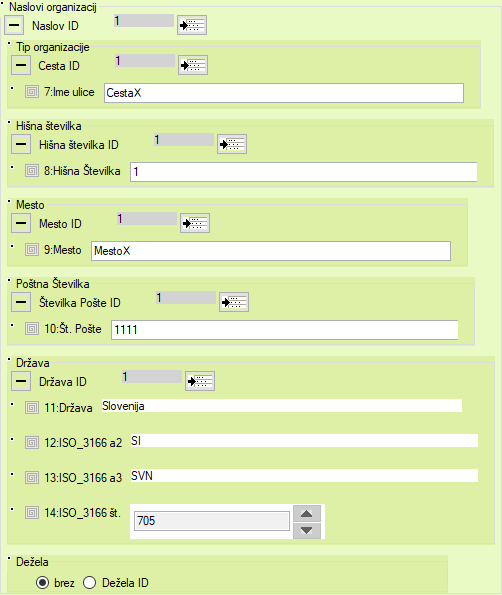 Naslovi organizacij
Naslov ID 1
Tip organizacije
Cesta ID 1
7:Ime ulice CestaX
Hišna številka
Hišna številka ID 1
8:Hišna Številka 1
Mesto
Mesto ID 1
9:Mesto MestoX
Poštna Številka
Številka Pošte ID 1
10:Št. Pošte 1111
Država
Država ID 1
11:Država Slovenija
12:ISO_3166 a2 SI
13:ISO_3166 a3 SVN
14:ISO_3166 št. 705
Dežela
brez Dežela ID